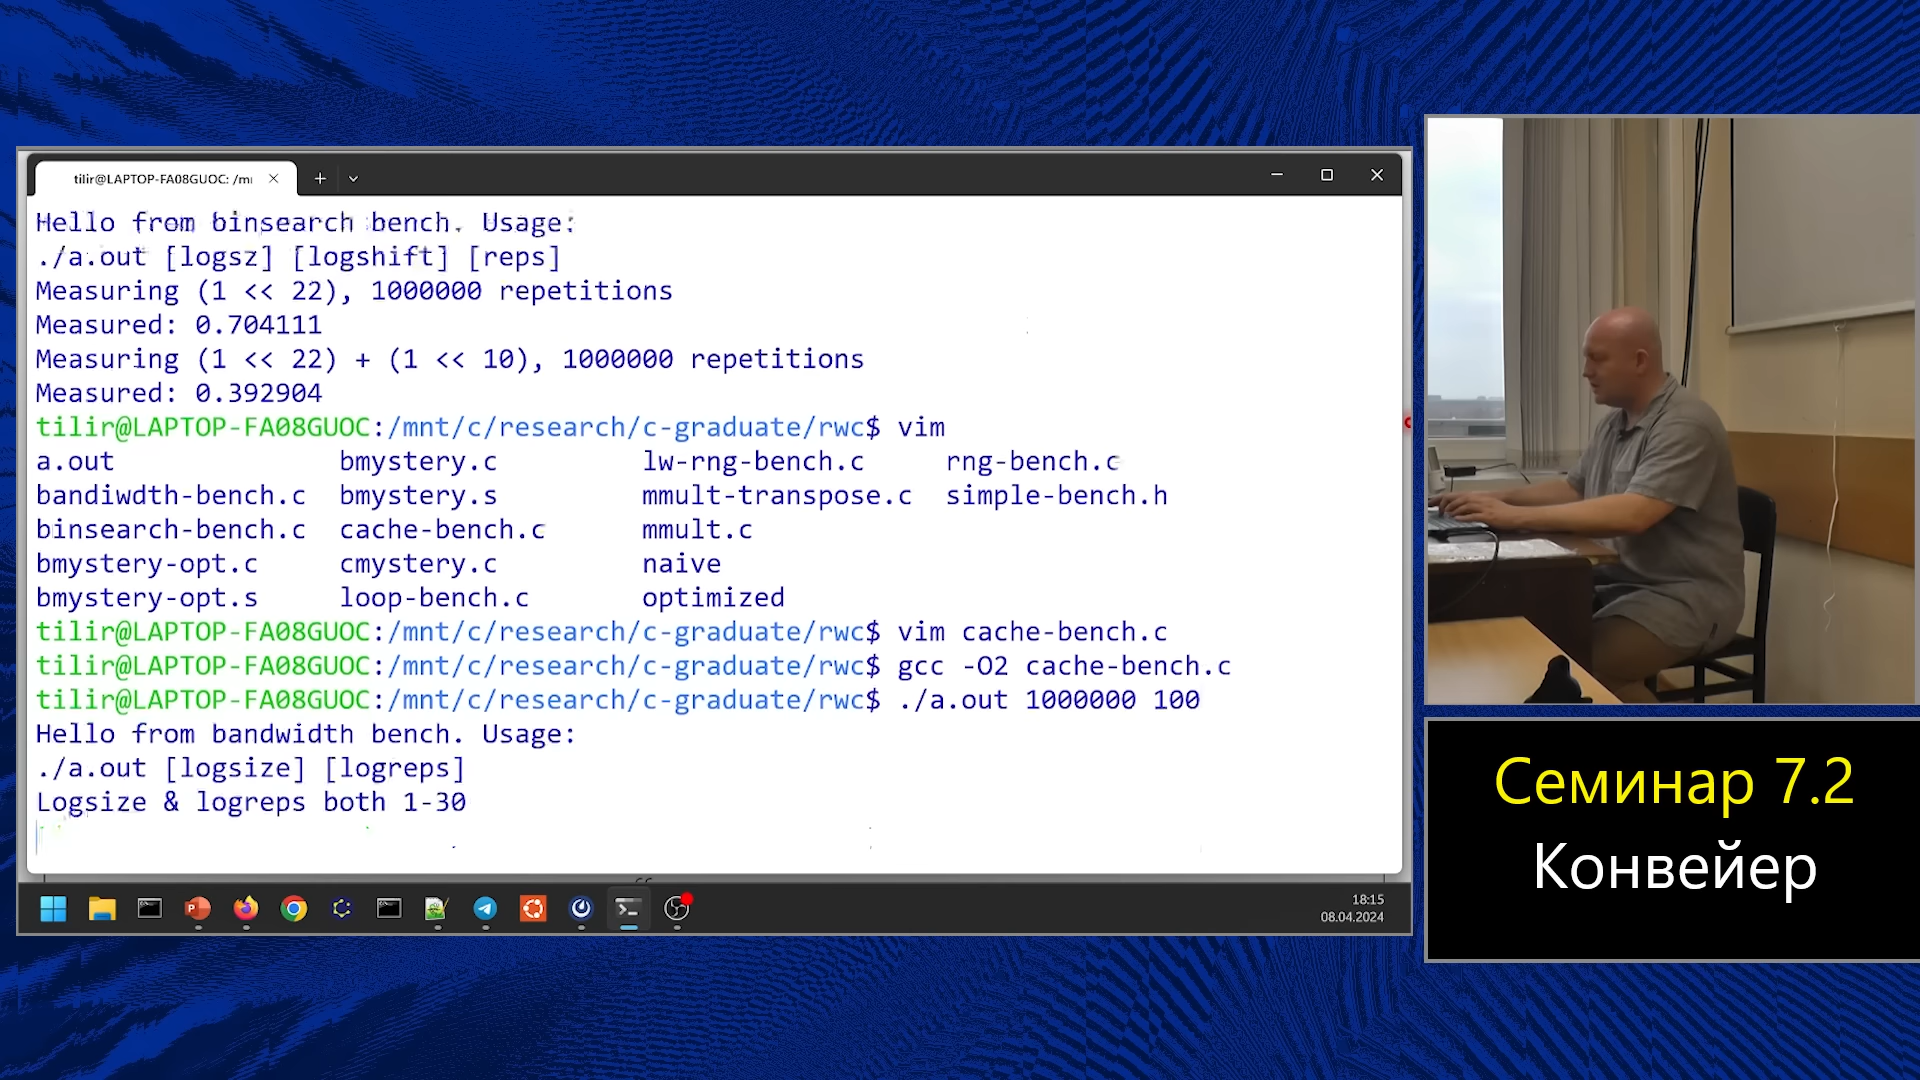 tilir@LAPTOP-FA08GUOC: /m
Hello from binsearch bench. Usage:
./a.out [logsz] [logshift] [reps]
Measuring (1 << 22), 1000000 repetitions
Measured: 0.704111
Measuring (1 << 22) + (1 << 10), 1000000 repetitions
Measured: 0.392904
tilir@LAPTOP-FA08GUOC:/mnt/c/research/c-graduate/rwc$ vim
a.out bmystery.c lw-rng-bench.c rng-bench.c
bandiwdth-bench.c bmystery.s mmult-transpose.c simple-bench.h
binsearch-bench.c cache-bench.c mmult.c
bmystery-opt.c cmystery.c naive
bmystery-opt.s loop-bench.c optimized
tilir@LAPTOP-FA08GUOC:/mnt/c/research/c-graduate/rwc$ vim cache-bench.c
tilir@LAPTOP-FA08GUOC:/mnt/c/research/c-graduate/rwc$ gcc -O2 cache-bench.c
tilir@LAPTOP-FA08GUOC:/mnt/c/research/c-graduate/rwc$ ./a.out 1000000 100
Hello from bandwidth bench. Usage:
./a.out [logsize] [logreps]
Logsize & logreps both 1-30
18:15
08.04.2024
Семинар 7.2
Конвейер